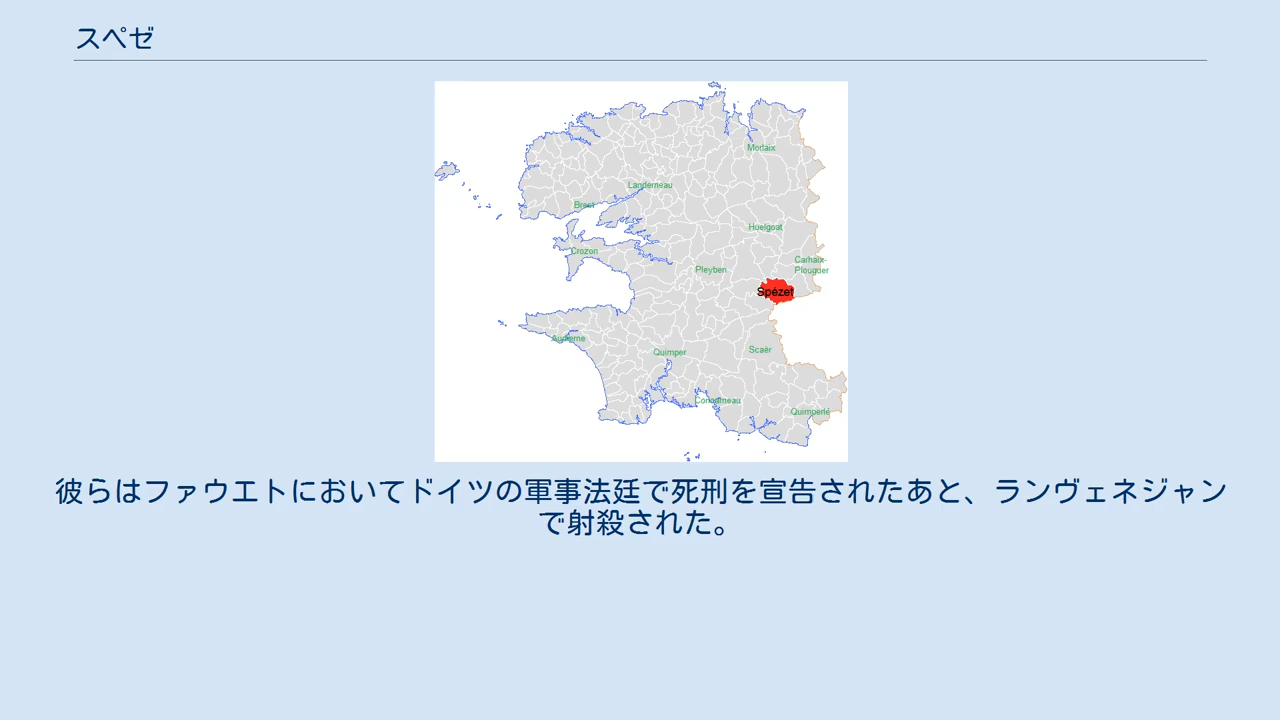 スペゼ
Morlaix
Landerneau
Brest
Huelgoat
Crozon
Carhaix-
Plouguer
Pleyben
Spézet
Audierne
Quimper
Scaër
Concarneau
Quimperlé
彼らはファウエトにおいてドイツの軍事法廷で死刑を宣告されたあと、ランヴェネジャン
で射殺された。